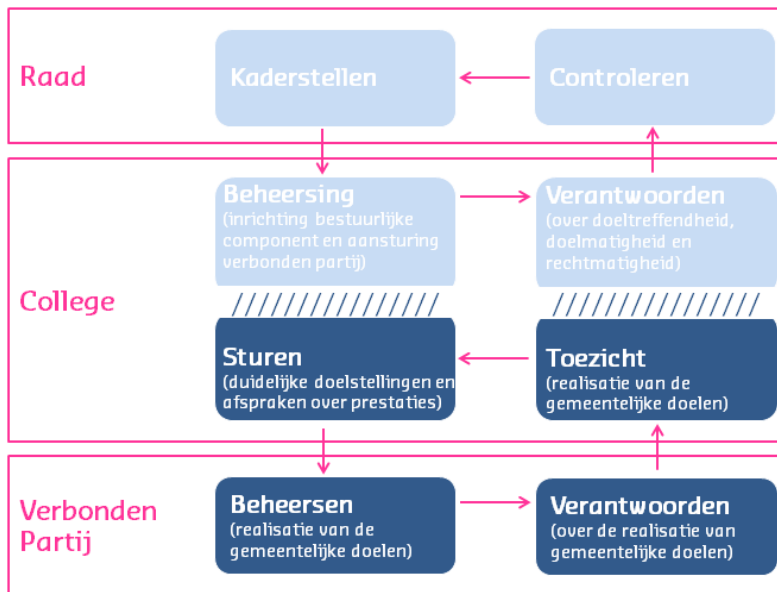 Raad
Kaderstellen
Controleren
College
Beheersing
(inrichting bestuurlijke
component en aansturing
verbonden partij)
Verantwoorden
(over doeltreffendheid,
doelmatigheid en
rechtmatigheid)
Sturen
(duidelijke doelstellingen en
afspraken over prestaties)
Toezicht
(realisatie van de
gemeentelijke doelen)
Verbonden
Partij
Beheersen
(realisatie van de
gemeentelijke doelen)
Verantwoorden
(over de realisatie van
gemeentelijke doelen)